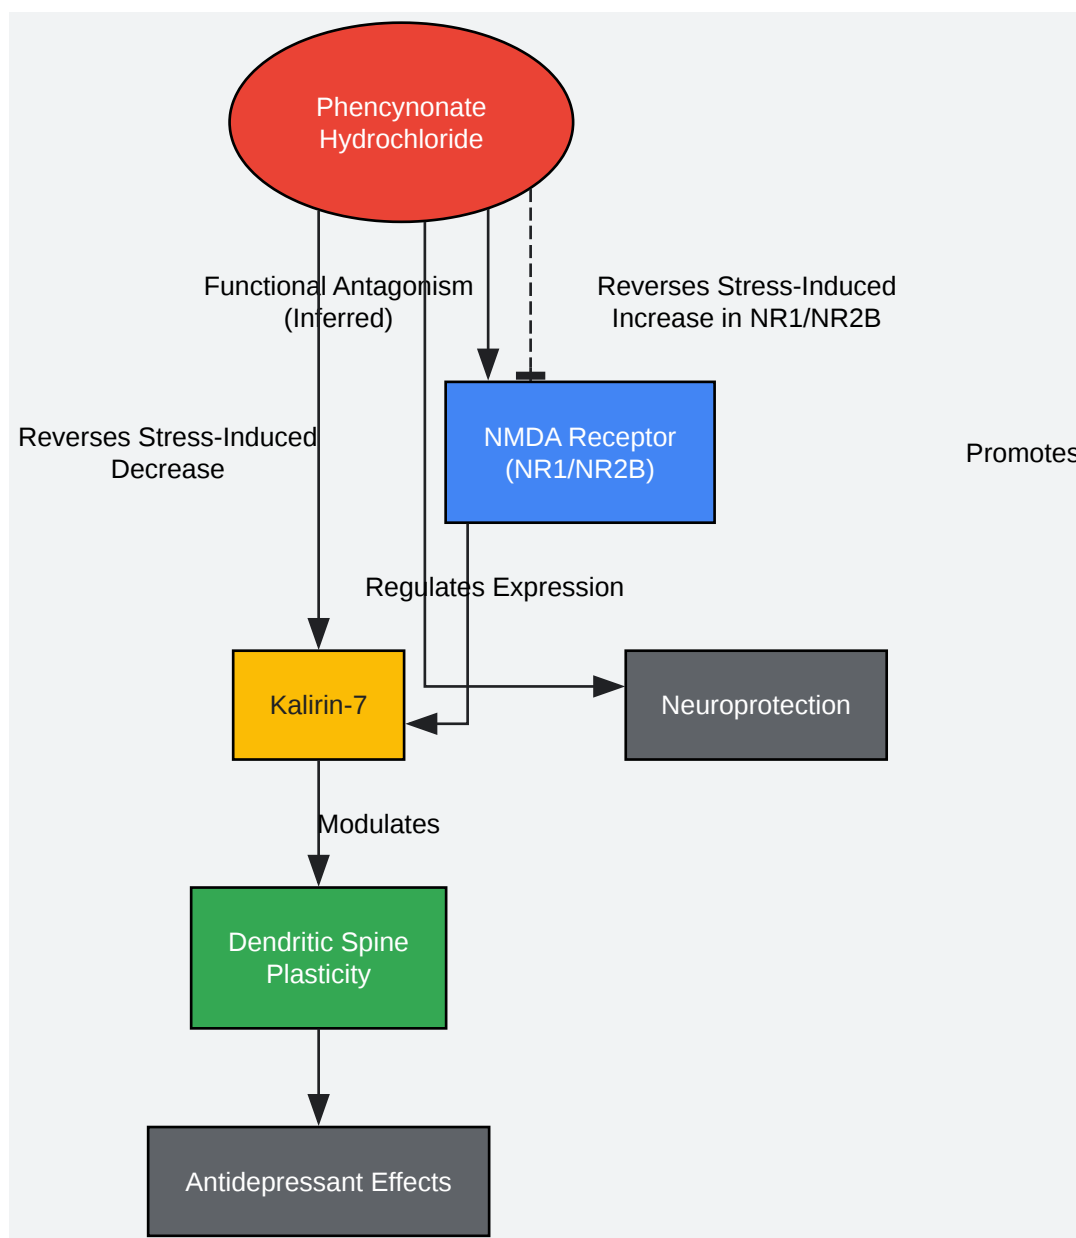 Phencynonate
Hydrochloride
Functional Antagonism
(Inferred)
Reverses Stress-Induced
Increase in NR1/NR2B
Reverses Stress-Induced
Decrease
NMDA Receptor
(NR1/NR2B)
Promotes
Regulates Expression
Kalirin-7
Neuroprotection
Modulates
Dendritic Spine
Plasticity
Antidepressant Effects